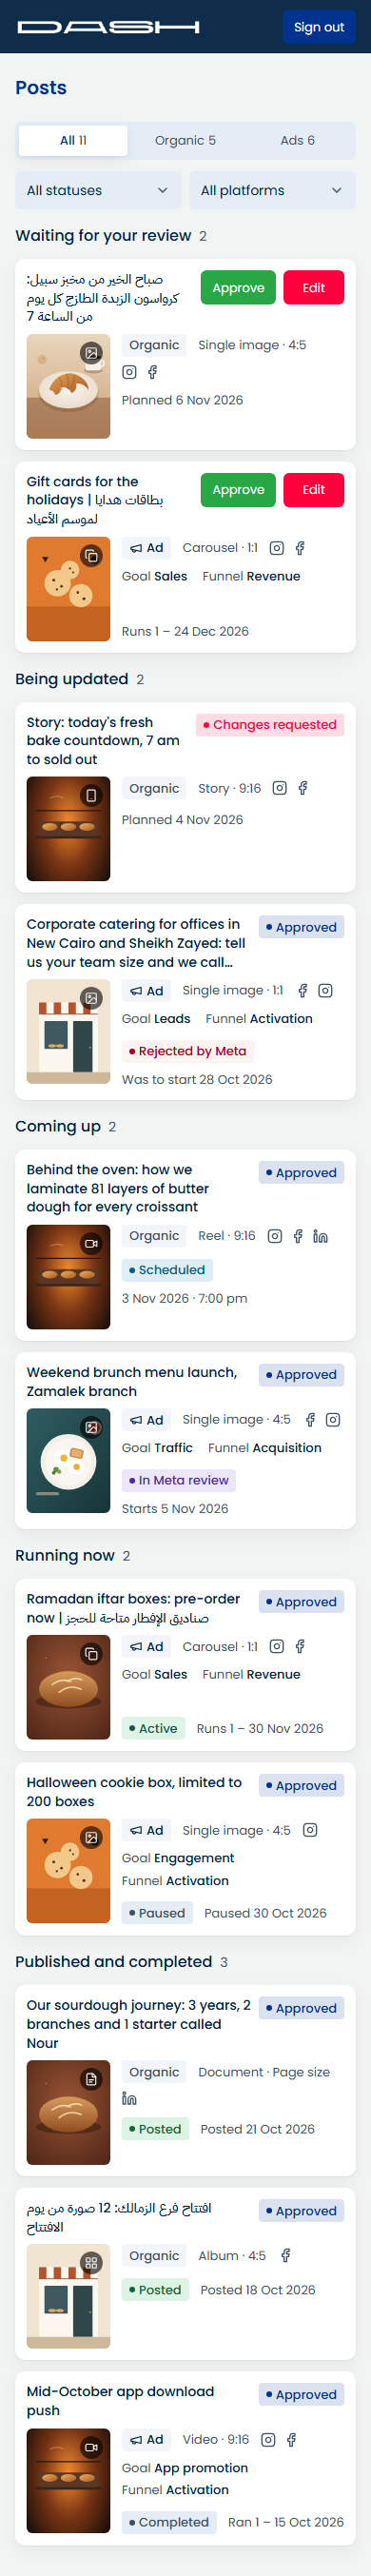 DASH
Sign out
Posts
All 11
Organic 5
Ads 6
All statuses
All platforms
Waiting for your review 2
صباح الخير من مخبز سبيل:
كرواسون الزبدة الطازج كل يوم
من الساعة 7
Approve
Edit
Organic
Single image · 4:5
Planned 6 Nov 2026
Gift cards for the
holidays | بطاقات هدايا
لموسم الأعياد
Approve
Edit
Ad
Carousel · 1:1
Goal Sales Funnel Revenue
Runs 1 – 24 Dec 2026
Being updated 2
Story: today's fresh
bake countdown, 7 am
to sold out
Changes requested
Organic
Story · 9:16
Planned 4 Nov 2026
Corporate catering for offices in
New Cairo and Sheikh Zayed: tell
us your team size and we call...
Approved
Ad
Single image · 1:1
Goal Leads Funnel Activation
Rejected by Meta
Was to start 28 Oct 2026
Coming up 2
Behind the oven: how we
laminate 81 layers of butter
dough for every croissant
Approved
Organic
Reel · 9:16
Scheduled
3 Nov 2026 · 7:00 pm
Weekend brunch menu launch,
Zamalek branch
Approved
Ad
Single image · 4:5
Goal Traffic Funnel Acquisition
In Meta review
Starts 5 Nov 2026
Running now 2
Ramadan iftar boxes: pre-order
now | صناديق الإفطار متاحة للحجز
Approved
Ad
Carousel · 1:1
Goal Sales Funnel Revenue
Active
Runs 1 – 30 Nov 2026
Halloween cookie box, limited to
200 boxes
Approved
Ad
Single image · 4:5
Goal Engagement
Funnel Activation
Paused
Paused 30 Oct 2026
Published and completed 3
Our sourdough journey: 3 years, 2
branches and 1 starter called
Nour
Approved
Organic
Document · Page size
Posted
Posted 21 Oct 2026
افتتاح فرع الزمالك: 12 صورة من يوم
الافتتاح
Approved
Organic
Album · 4:5
Posted
Posted 18 Oct 2026
Mid-October app download
push
Approved
Ad
Video · 9:16
Goal App promotion
Funnel Activation
Completed
Ran 1 – 15 Oct 2026